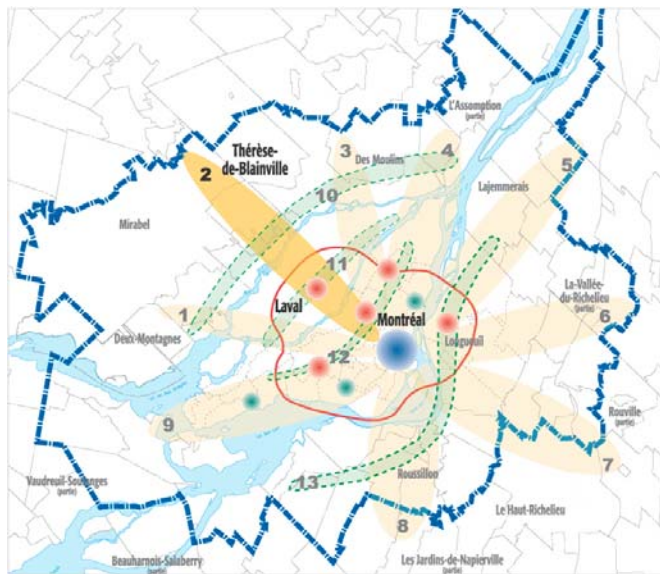 L'Assomption
(partie)
Thérèse-
de-Blainville
3
4
5
Des Moulins
2
10
Lajemmerais
Mirabel
11
La-Vallée-
du-Richelieu
(partie)
1
Laval
Montréal
6
Deux-Montagnes
Longueuil
12
9
Rouville
(partie)
7
Vaudreuil-Soulanges
(partie)
13
Roussillon
8
Le Haut-Richelieu
Beauharnois-Salaberry
(partie)
Les Jardins-de-Napierville
(partie)